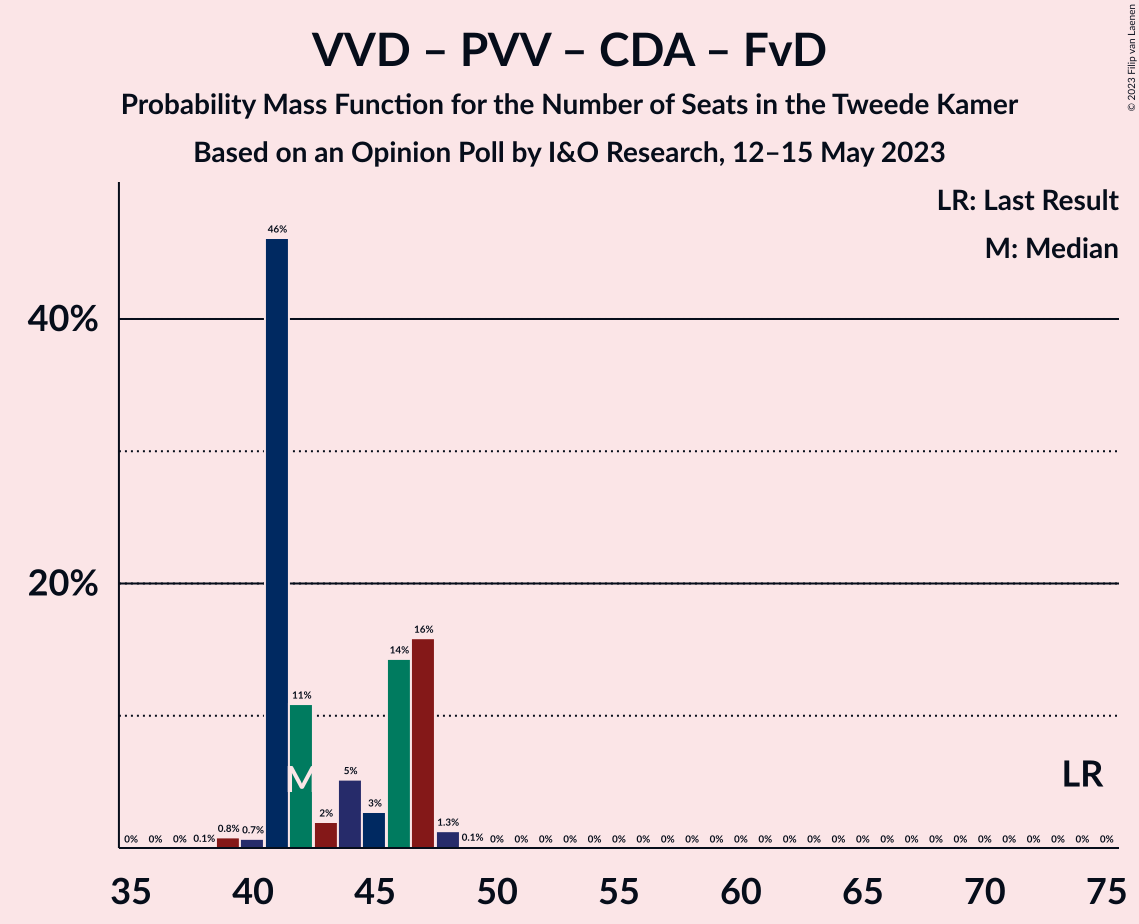 VVD – PVV – CDA – FvD
Probability Mass Function for the Number of Seats in the Tweede Kamer
Based on an Opinion Poll by I&O Research, 12–15 May 2023
© 2023 Filip van Laenen
LR: Last Result
M: Median
46%
40%
20%
16%
14%
11%
5%
3%
2%
1.3%
M
LR
0% 0% 0% 0.1% 0.8% 0.7% 0.1% 0% 0% 0% 0% 0% 0% 0% 0% 0% 0% 0% 0% 0% 0% 0% 0% 0% 0% 0% 0% 0% 0% 0% 0% 0% 0%
35 40 45 50 55 60 65 70 75